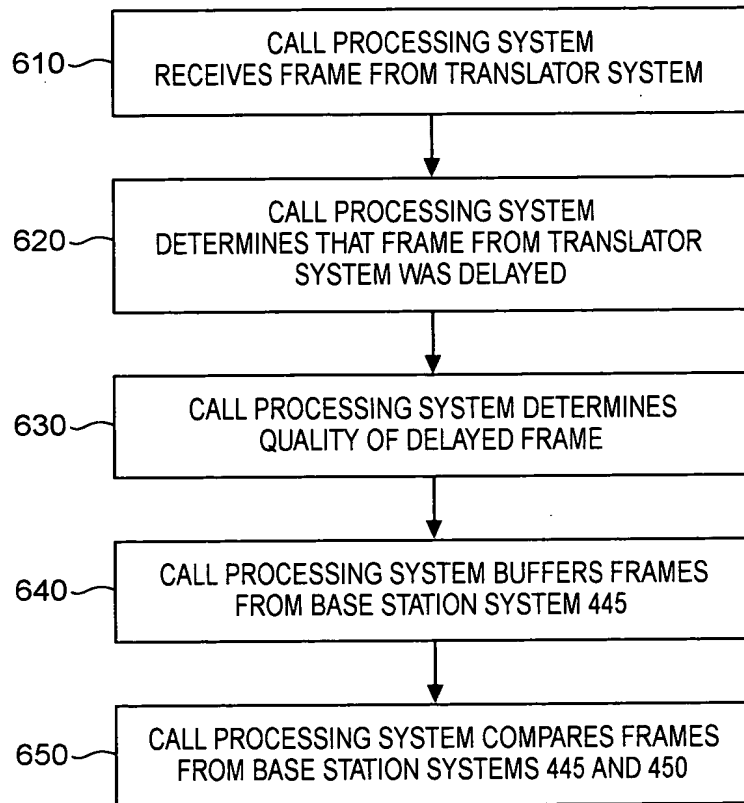 610
CALL PROCESSING SYSTEM
RECEIVES FRAME FROM TRANSLATOR SYSTEM
620
CALL PROCESSING SYSTEM
DETERMINES THAT FRAME FROM TRANSLATOR
SYSTEM WAS DELAYED
630
CALL PROCESSING SYSTEM DETERMINES
QUALITY OF DELAYED FRAME
640
CALL PROCESSING SYSTEM BUFFERS FRAMES
FROM BASE STATION SYSTEM 445
650
CALL PROCESSING SYSTEM COMPARES FRAMES
FROM BASE STATION SYSTEMS 445 AND 450